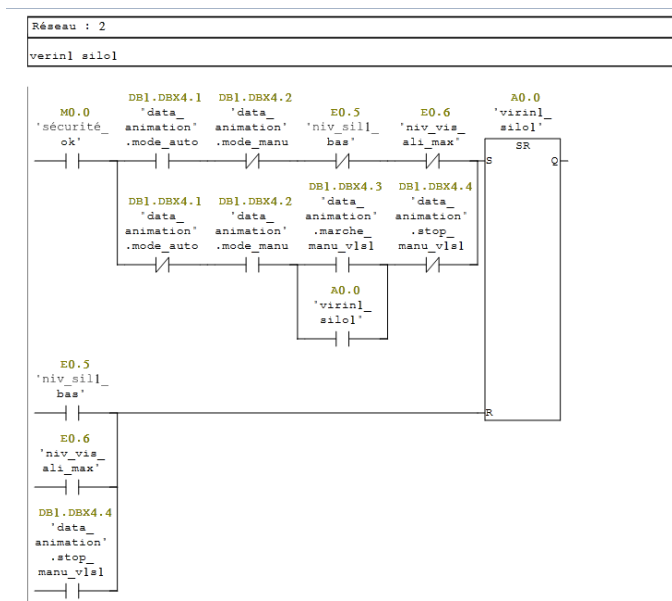 Réseau : 2
verin1 silo1
M0.0
"sécurité_
ok"
DB1.DBX4.1
"data_
animation"
.mode_auto
DB1.DBX4.2
"data_
animation"
.mode_manu
E0.5
"niv_sil1_
bas"
E0.6
"niv_vis_
ali_max"
A0.0
"virin1_
silo1"
SR
S
Q
DB1.DBX4.1
"data_
animation"
.mode_auto
DB1.DBX4.2
"data_
animation"
.mode_manu
DB1.DBX4.3
"data_
animation"
.marche_
manu_v1s1
DB1.DBX4.4
"data_
animation"
.stop_
manu_v1s1
A0.0
"virin1_
silo1"
E0.5
"niv_sil1_
bas"
R
E0.6
"niv_vis_
ali_max"
DB1.DBX4.4
"data_
animation"
.stop_
manu_v1s1